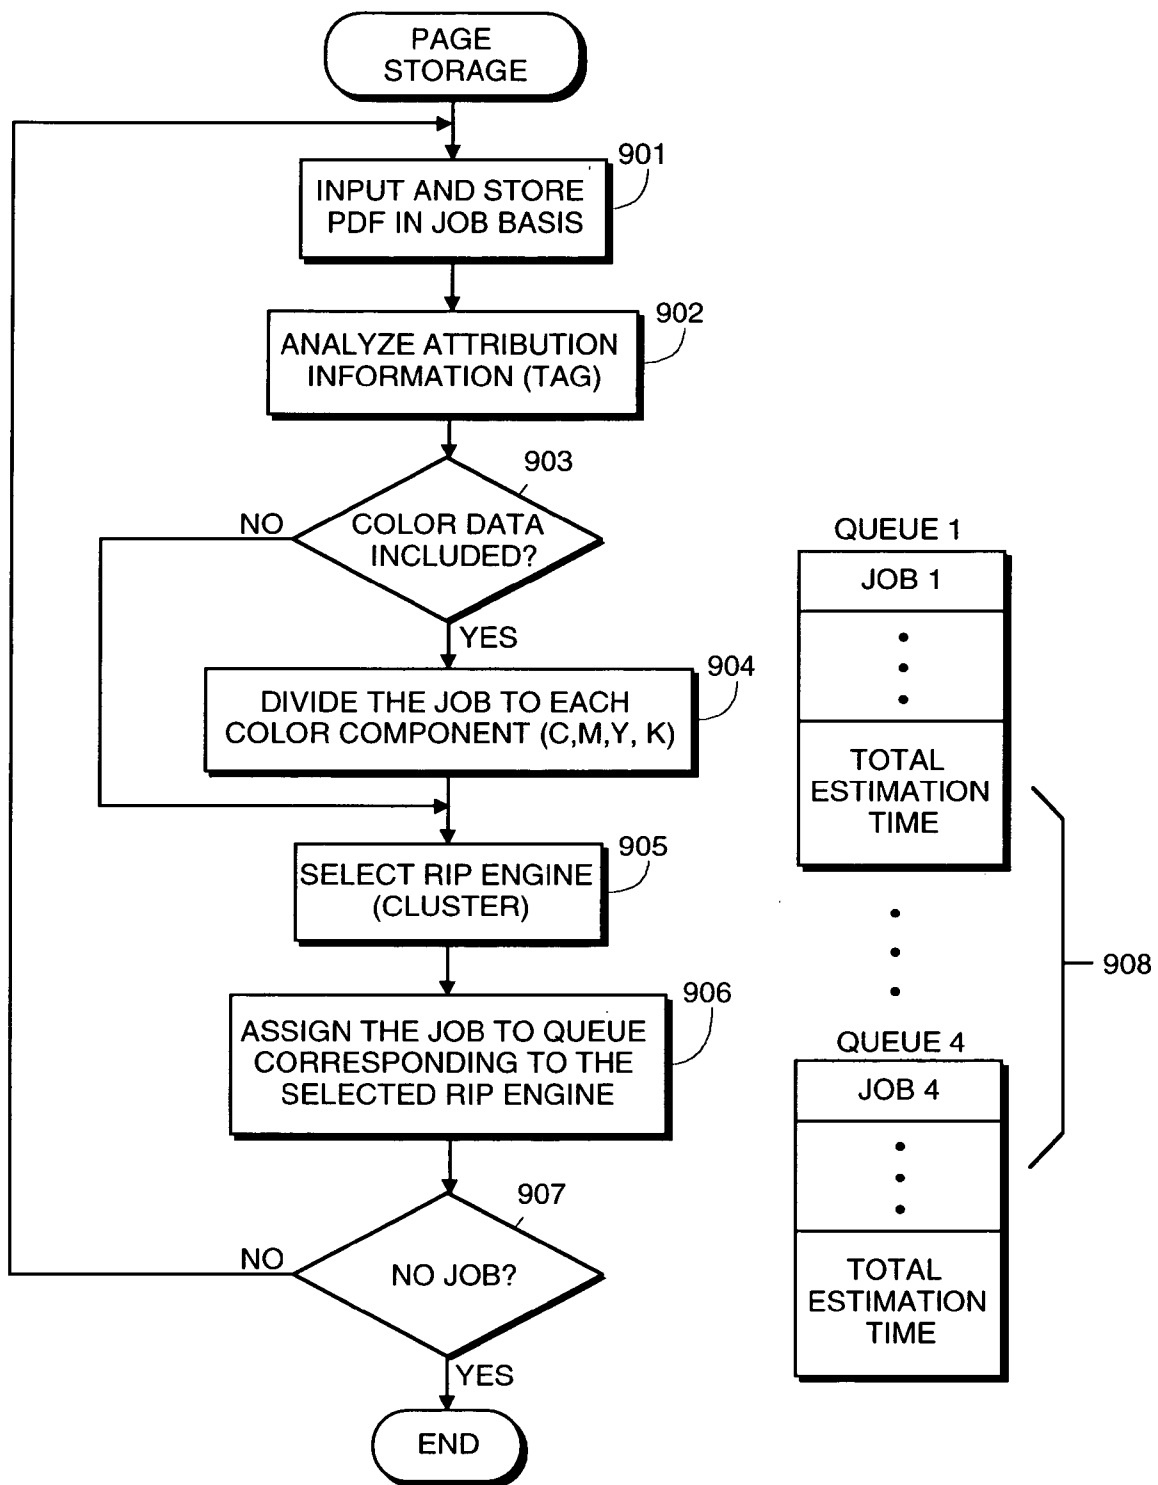 PAGE
STORAGE
901
INPUT AND STORE
PDF IN JOB BASIS
902
ANALYZE ATTRIBUTION
INFORMATION (TAG)
903
NO
COLOR DATA
INCLUDED?
YES
904
DIVIDE THE JOB TO EACH
COLOR COMPONENT (C,M,Y, K)
905
SELECT RIP ENGINE
(CLUSTER)
906
ASSIGN THE JOB TO QUEUE
CORRESPONDING TO THE
SELECTED RIP ENGINE
907
NO
NO JOB?
YES
END
QUEUE 1
JOB 1
TOTAL
ESTIMATION
TIME
908
QUEUE 4
JOB 4
TOTAL
ESTIMATION
TIME